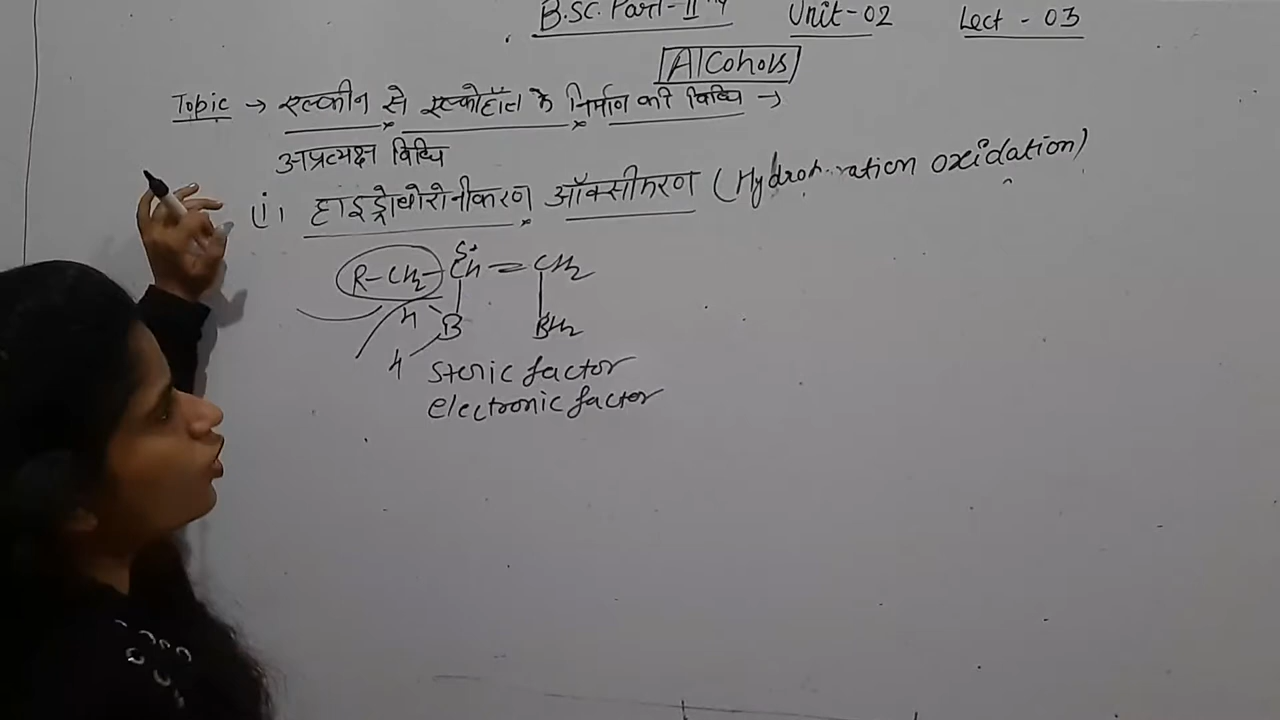 B.SC. Part-II Unit-02 Lect - 03
Alcohols
Topic → एल्कीन से एल्कोहॉल के निर्माण की विधि →
अप्रत्यक्ष विधि
(i) हाइड्रोबोरोनीकरण ऑक्सीकरण ( oxidation)
R-CH2-CH=CH2
H B BH2
H steric factor
electronic factor